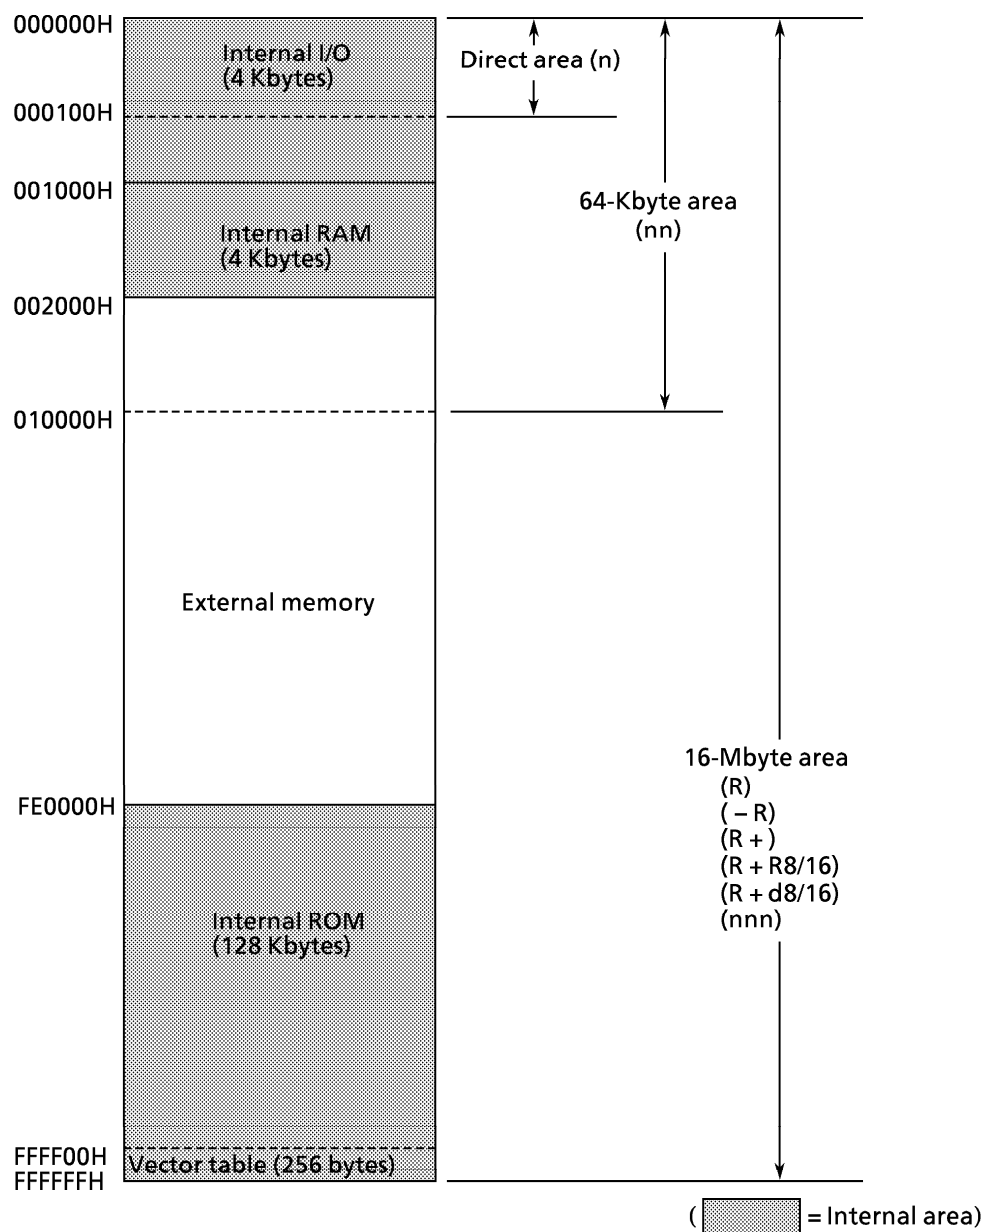 000000H
Internal I/O
(4 Kbytes)
Direct area (n)
000100H
001000H
64-Kbyte area
(nn)
Internal RAM
(4 Kbytes)
002000H
010000H
External memory
16-Mbyte area
(R)
( – R)
(R + )
(R + R8/16)
(R + d8/16)
(nnn)
FE0000H
Internal ROM
(128 Kbytes)
FFFF00H
Vector table (256 bytes)
FFFFFFH
( = Internal area)